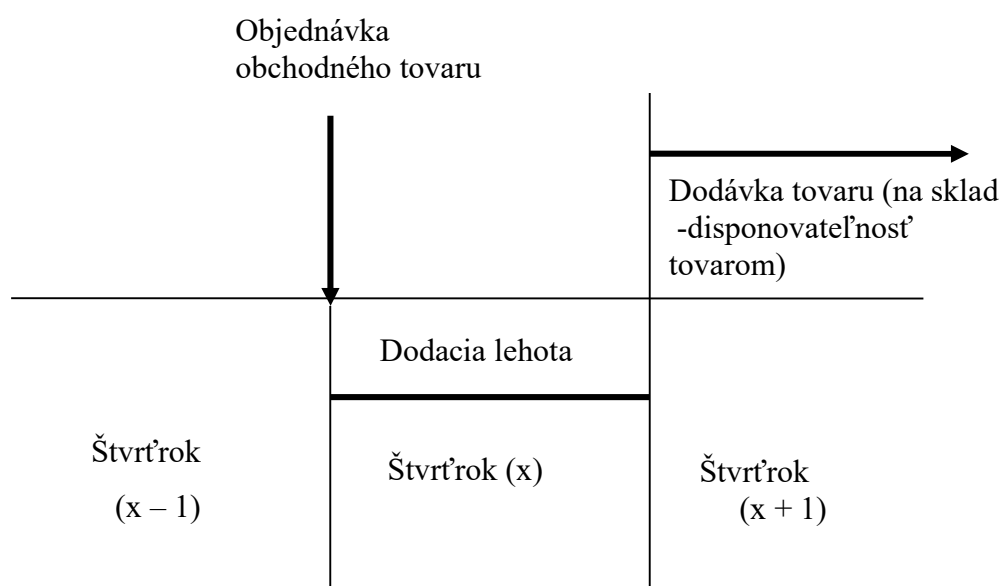 Objednávka
obchodného tovaru
Dodávka tovaru (na sklad
-disponovateľnosť
tovarom)
Dodacia lehota
Štvrťrok
(x – 1)
Štvrťrok (x)
Štvrťrok
(x + 1)